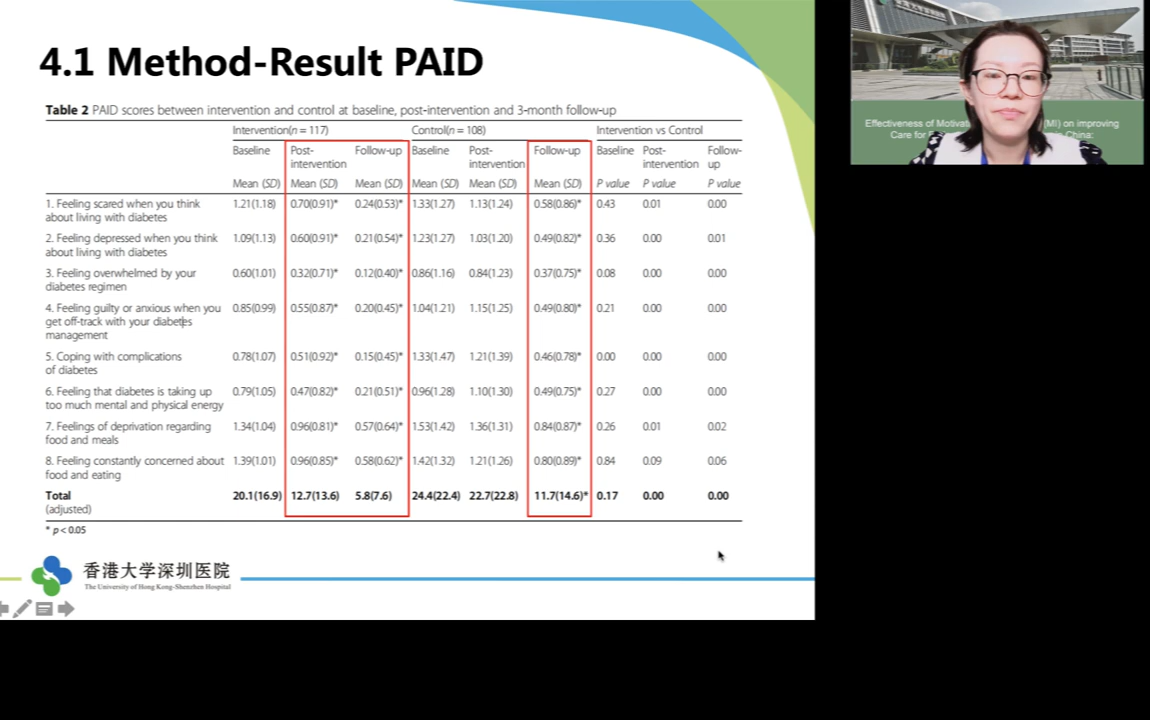 4.1 Method-Result PAID
Table 2 PAID scores between intervention and control at baseline, post-intervention and 3-month follow-up
Intervention(n = 117) Control(n = 108) Intervention vs Control
Baseline Post-intervention Follow-up Baseline Post-intervention Follow-up Baseline Post-intervention Follow-up
Mean (SD) Mean (SD) Mean (SD) Mean (SD) Mean (SD) Mean (SD) P value P value P value
1. Feeling scared when you think 1.21(1.18) 0.70(0.91)* 0.24(0.53)* 1.33(1.27) 1.13(1.24) 0.58(0.86)* 0.43 0.01 0.00
about living with diabetes
2. Feeling depressed when you think 1.09(1.13) 0.60(0.91)* 0.21(0.54)* 1.23(1.27) 1.03(1.20) 0.49(0.82)* 0.36 0.00 0.01
about living with diabetes
3. Feeling overwhelmed by your 0.60(1.01) 0.32(0.71)* 0.12(0.40)* 0.86(1.16) 0.84(1.23) 0.37(0.75)* 0.08 0.00 0.00
diabetes regimen
4. Feeling guilty or anxious when you 0.85(0.99) 0.55(0.87)* 0.20(0.45)* 1.04(1.21) 1.15(1.25) 0.49(0.80)* 0.21 0.00 0.00
get off-track with your diabetes
management
5. Coping with complications 0.78(1.07) 0.51(0.92)* 0.15(0.45)* 1.33(1.47) 1.21(1.39) 0.46(0.78)* 0.00 0.00 0.00
of diabetes
6. Feeling that diabetes is taking up 0.79(1.05) 0.47(0.82)* 0.21(0.51)* 0.96(1.28) 1.10(1.30) 0.49(0.75)* 0.27 0.00 0.00
too much mental and physical energy
7. Feelings of deprivation regarding 1.34(1.04) 0.96(0.81)* 0.57(0.64)* 1.53(1.42) 1.36(1.31) 0.84(0.87)* 0.26 0.01 0.02
food and meals
8. Feeling constantly concerned about 1.39(1.01) 0.96(0.85)* 0.58(0.62)* 1.42(1.32) 1.21(1.26) 0.80(0.89)* 0.84 0.09 0.06
food and eating
Total 20.1(16.9) 12.7(13.6) 5.8(7.6) 24.4(22.4) 22.7(22.8) 11.7(14.6)* 0.17 0.00 0.00
(adjusted)
* p < 0.05
香港大学深圳医院
The University of Hong Kong-Shenzhen Hospital
Effectiveness of (MI) on improving
Care for in China: